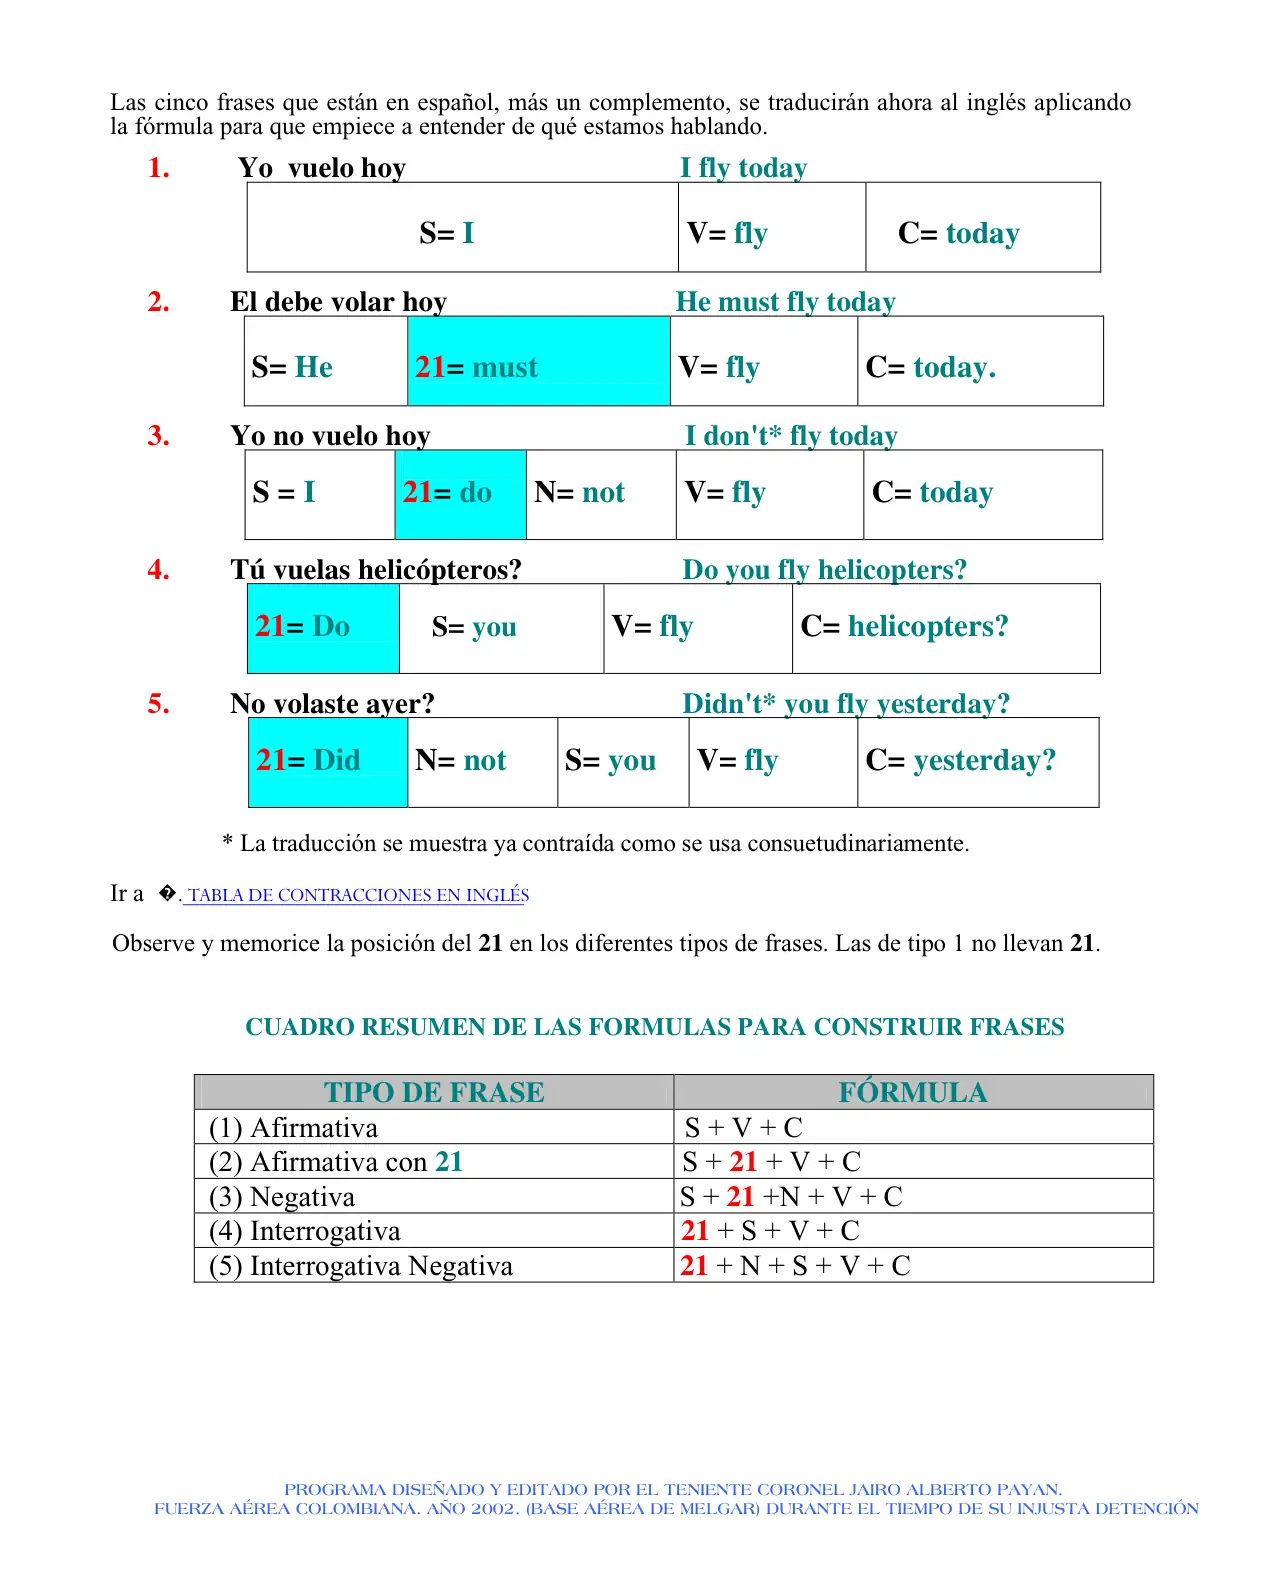 Las cinco frases que están en español, más un complemento, se traducirán ahora al inglés aplicando
la fórmula para que empiece a entender de qué estamos hablando.
1. Yo vuelo hoy I fly today
S= I V= fly C= today
2. El debe volar hoy He must fly today
S= He 21= must V= fly C= today.
3. Yo no vuelo hoy I don't* fly today
S = I 21= do N= not V= fly C= today
4. Tú vuelas helicópteros? Do you fly helicopters?
21= Do S= you V= fly C= helicopters?
5. No volaste ayer? Didn't* you fly yesterday?
21= Did N= not S= you V= fly C= yesterday?
* La traducción se muestra ya contraída como se usa consuetudinariamente.
Ir a �. TABLA DE CONTRACCIONES EN INGLÉS
Observe y memorice la posición del 21 en los diferentes tipos de frases. Las de tipo 1 no llevan 21.
CUADRO RESUMEN DE LAS FORMULAS PARA CONSTRUIR FRASES
TIPO DE FRASE FÓRMULA
(1) Afirmativa S + V + C
(2) Afirmativa con 21 S + 21 + V + C
(3) Negativa S + 21 +N + V + C
(4) Interrogativa 21 + S + V + C
(5) Interrogativa Negativa 21 + N + S + V + C
PROGRAMA DISEÑADO Y EDITADO POR EL TENIENTE CORONEL JAIRO ALBERTO PAYAN.
FUERZA AÉREA COLOMBIANA. AÑO 2002. (BASE AÉREA DE MELGAR) DURANTE EL TIEMPO DE SU INJUSTA DETENCIÓN